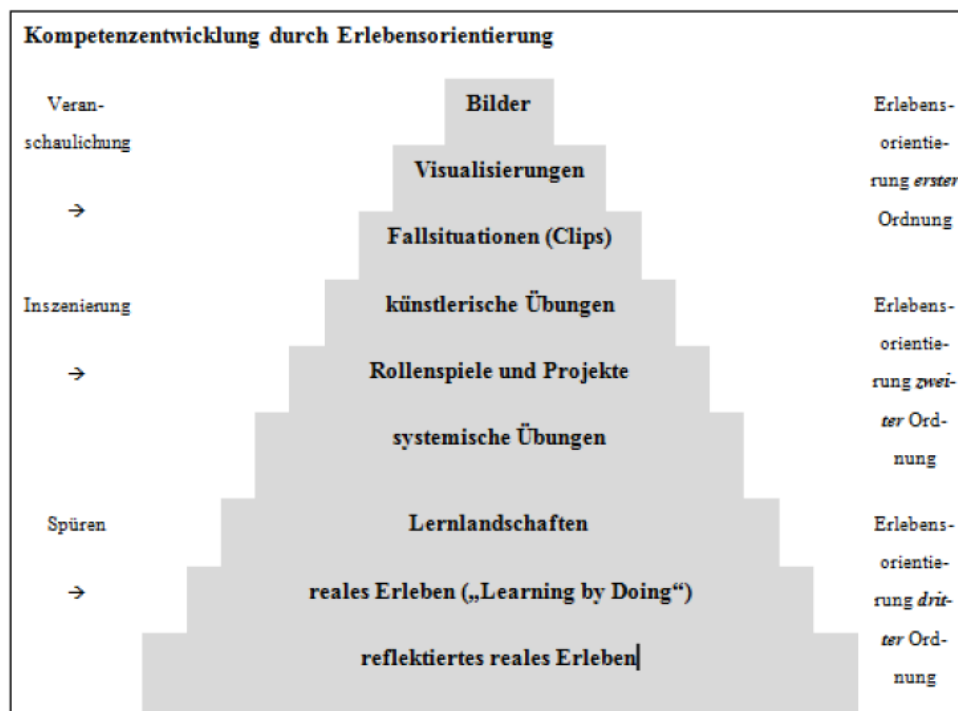 Kompetenzentwicklung durch Erlebensorientierung
Veran-
schaulichung
→
Bilder
Visualisierungen
Fallsituationen (Clips)
Erlebens-
orientie-
rung erster
Ordnung
Inszenierung
→
künstlerische Übungen
Rollenspiele und Projekte
systemische Übungen
Erlebens-
orientie-
rung zwei-
ter Ord-
nung
Spüren
→
Lernlandschaften
reales Erleben („Learning by Doing“)
reflektiertes reales Erleben
Erlebens-
orientie-
rung drit-
ter Ord-
nung